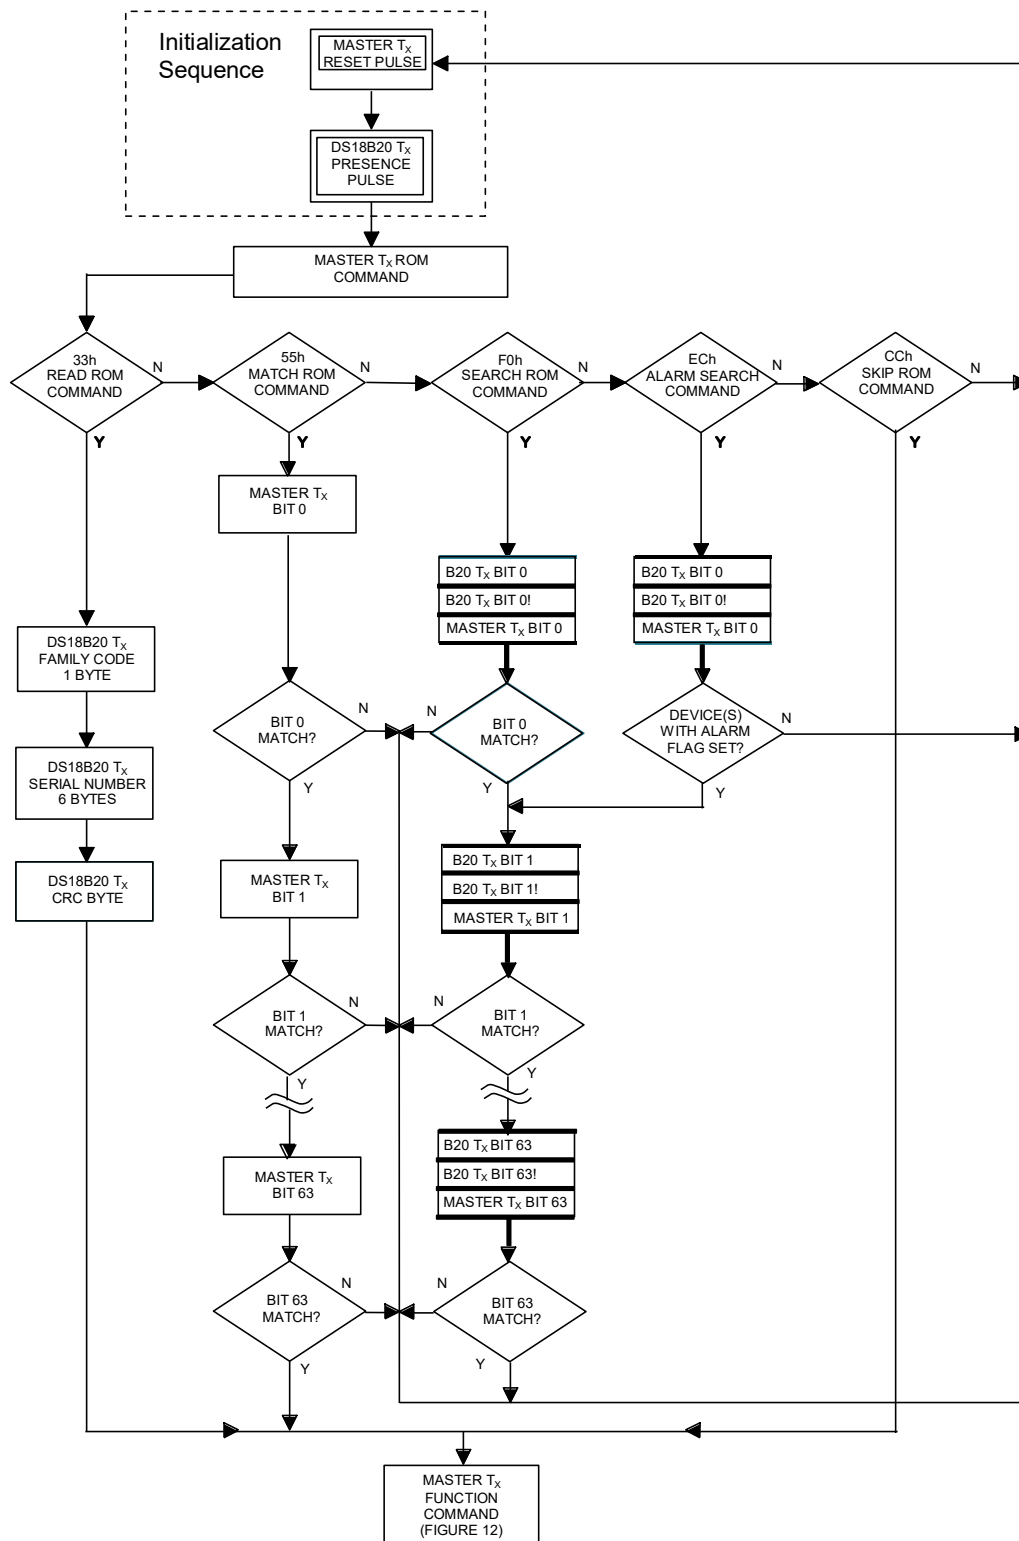 Initialization
Sequence
MASTER TX
RESET PULSE
DS18B20 TX
PRESENCE
PULSE
MASTER TX ROM
COMMAND
33h
READ ROM
COMMAND
N
Y
55h
MATCH ROM
COMMAND
N
Y
F0h
SEARCH ROM
COMMAND
N
Y
ECh
ALARM SEARCH
COMMAND
N
Y
CCh
SKIP ROM
COMMAND
N
Y
MASTER TX
BIT 0
B20 TX BIT 0
B20 TX BIT 0!
MASTER TX BIT 0
B20 TX BIT 0
B20 TX BIT 0!
MASTER TX BIT 0
DS18B20 TX
FAMILY CODE
1 BYTE
BIT 0
MATCH?
N
Y
BIT 0
MATCH?
N
Y
DEVICE(S)
WITH ALARM
FLAG SET?
N
Y
DS18B20 TX
SERIAL NUMBER
6 BYTES
DS18B20 TX
CRC BYTE
MASTER TX
BIT 1
B20 TX BIT 1
B20 TX BIT 1!
MASTER TX BIT 1
BIT 1
MATCH?
N
Y
BIT 1
MATCH?
N
Y
MASTER TX
BIT 63
B20 TX BIT 63
B20 TX BIT 63!
MASTER TX BIT 63
BIT 63
MATCH?
N
Y
BIT 63
MATCH?
N
Y
MASTER TX
FUNCTION
COMMAND
(FIGURE 12)